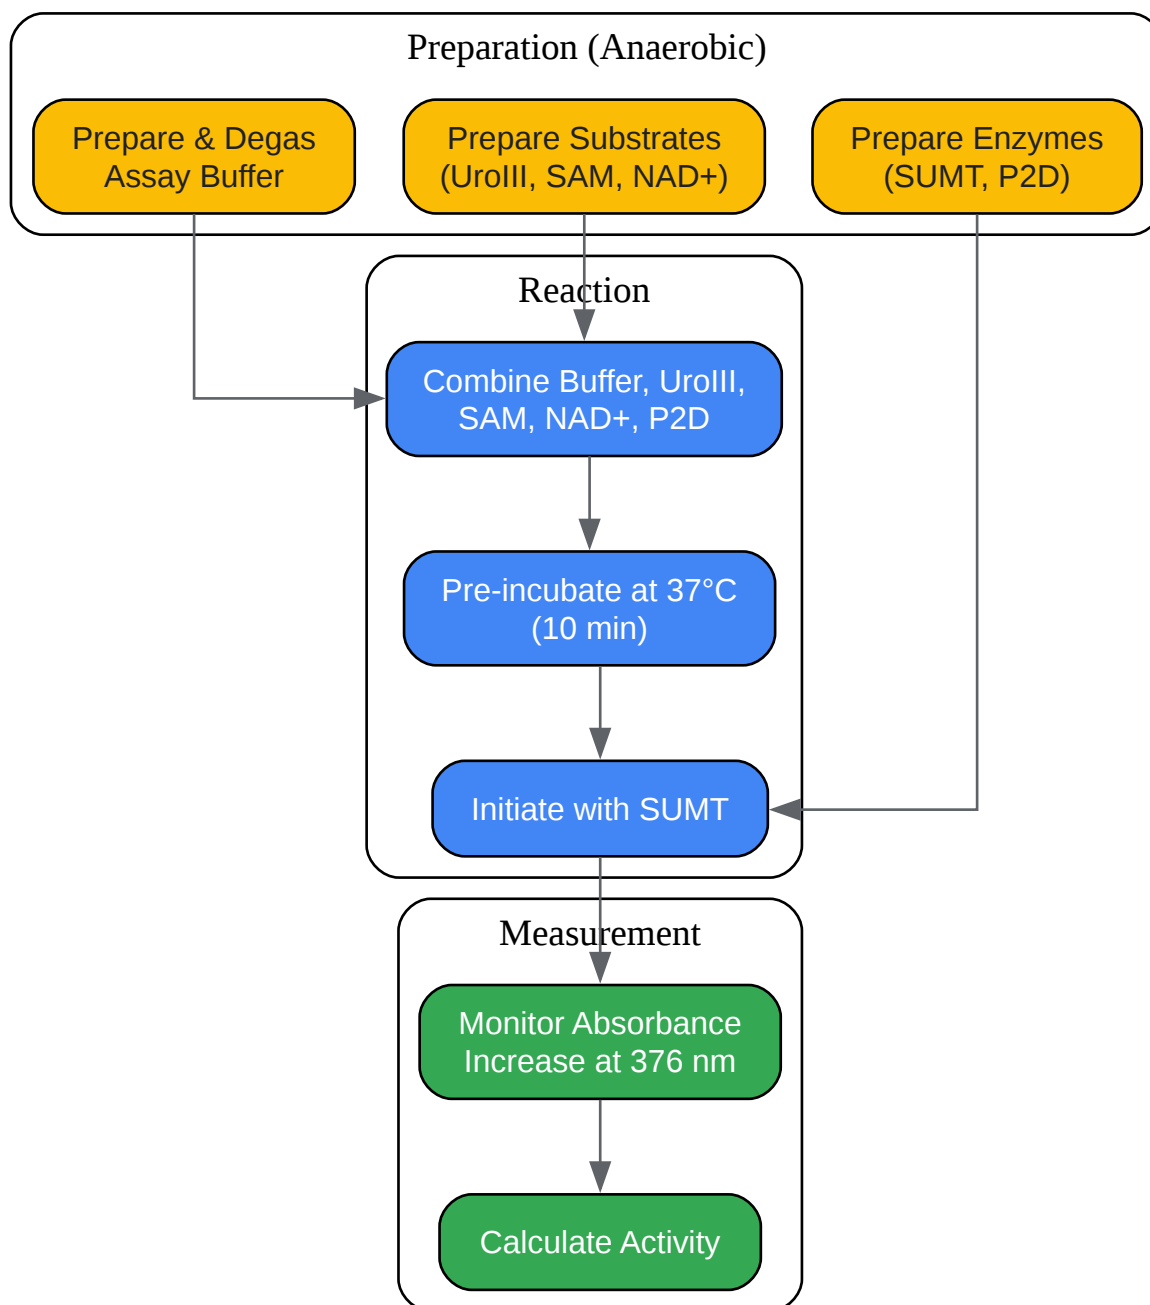 Preparation (Anaerobic)
Prepare & Degas
Assay Buffer
Prepare Substrates
(UroIII, SAM, NAD+)
Prepare Enzymes
(SUMT, P2D)
Reaction
Combine Buffer, UroIII,
SAM, NAD+, P2D
Pre-incubate at 37°C
(10 min)
Initiate with SUMT
Measurement
Monitor Absorbance
Increase at 376 nm
Calculate Activity